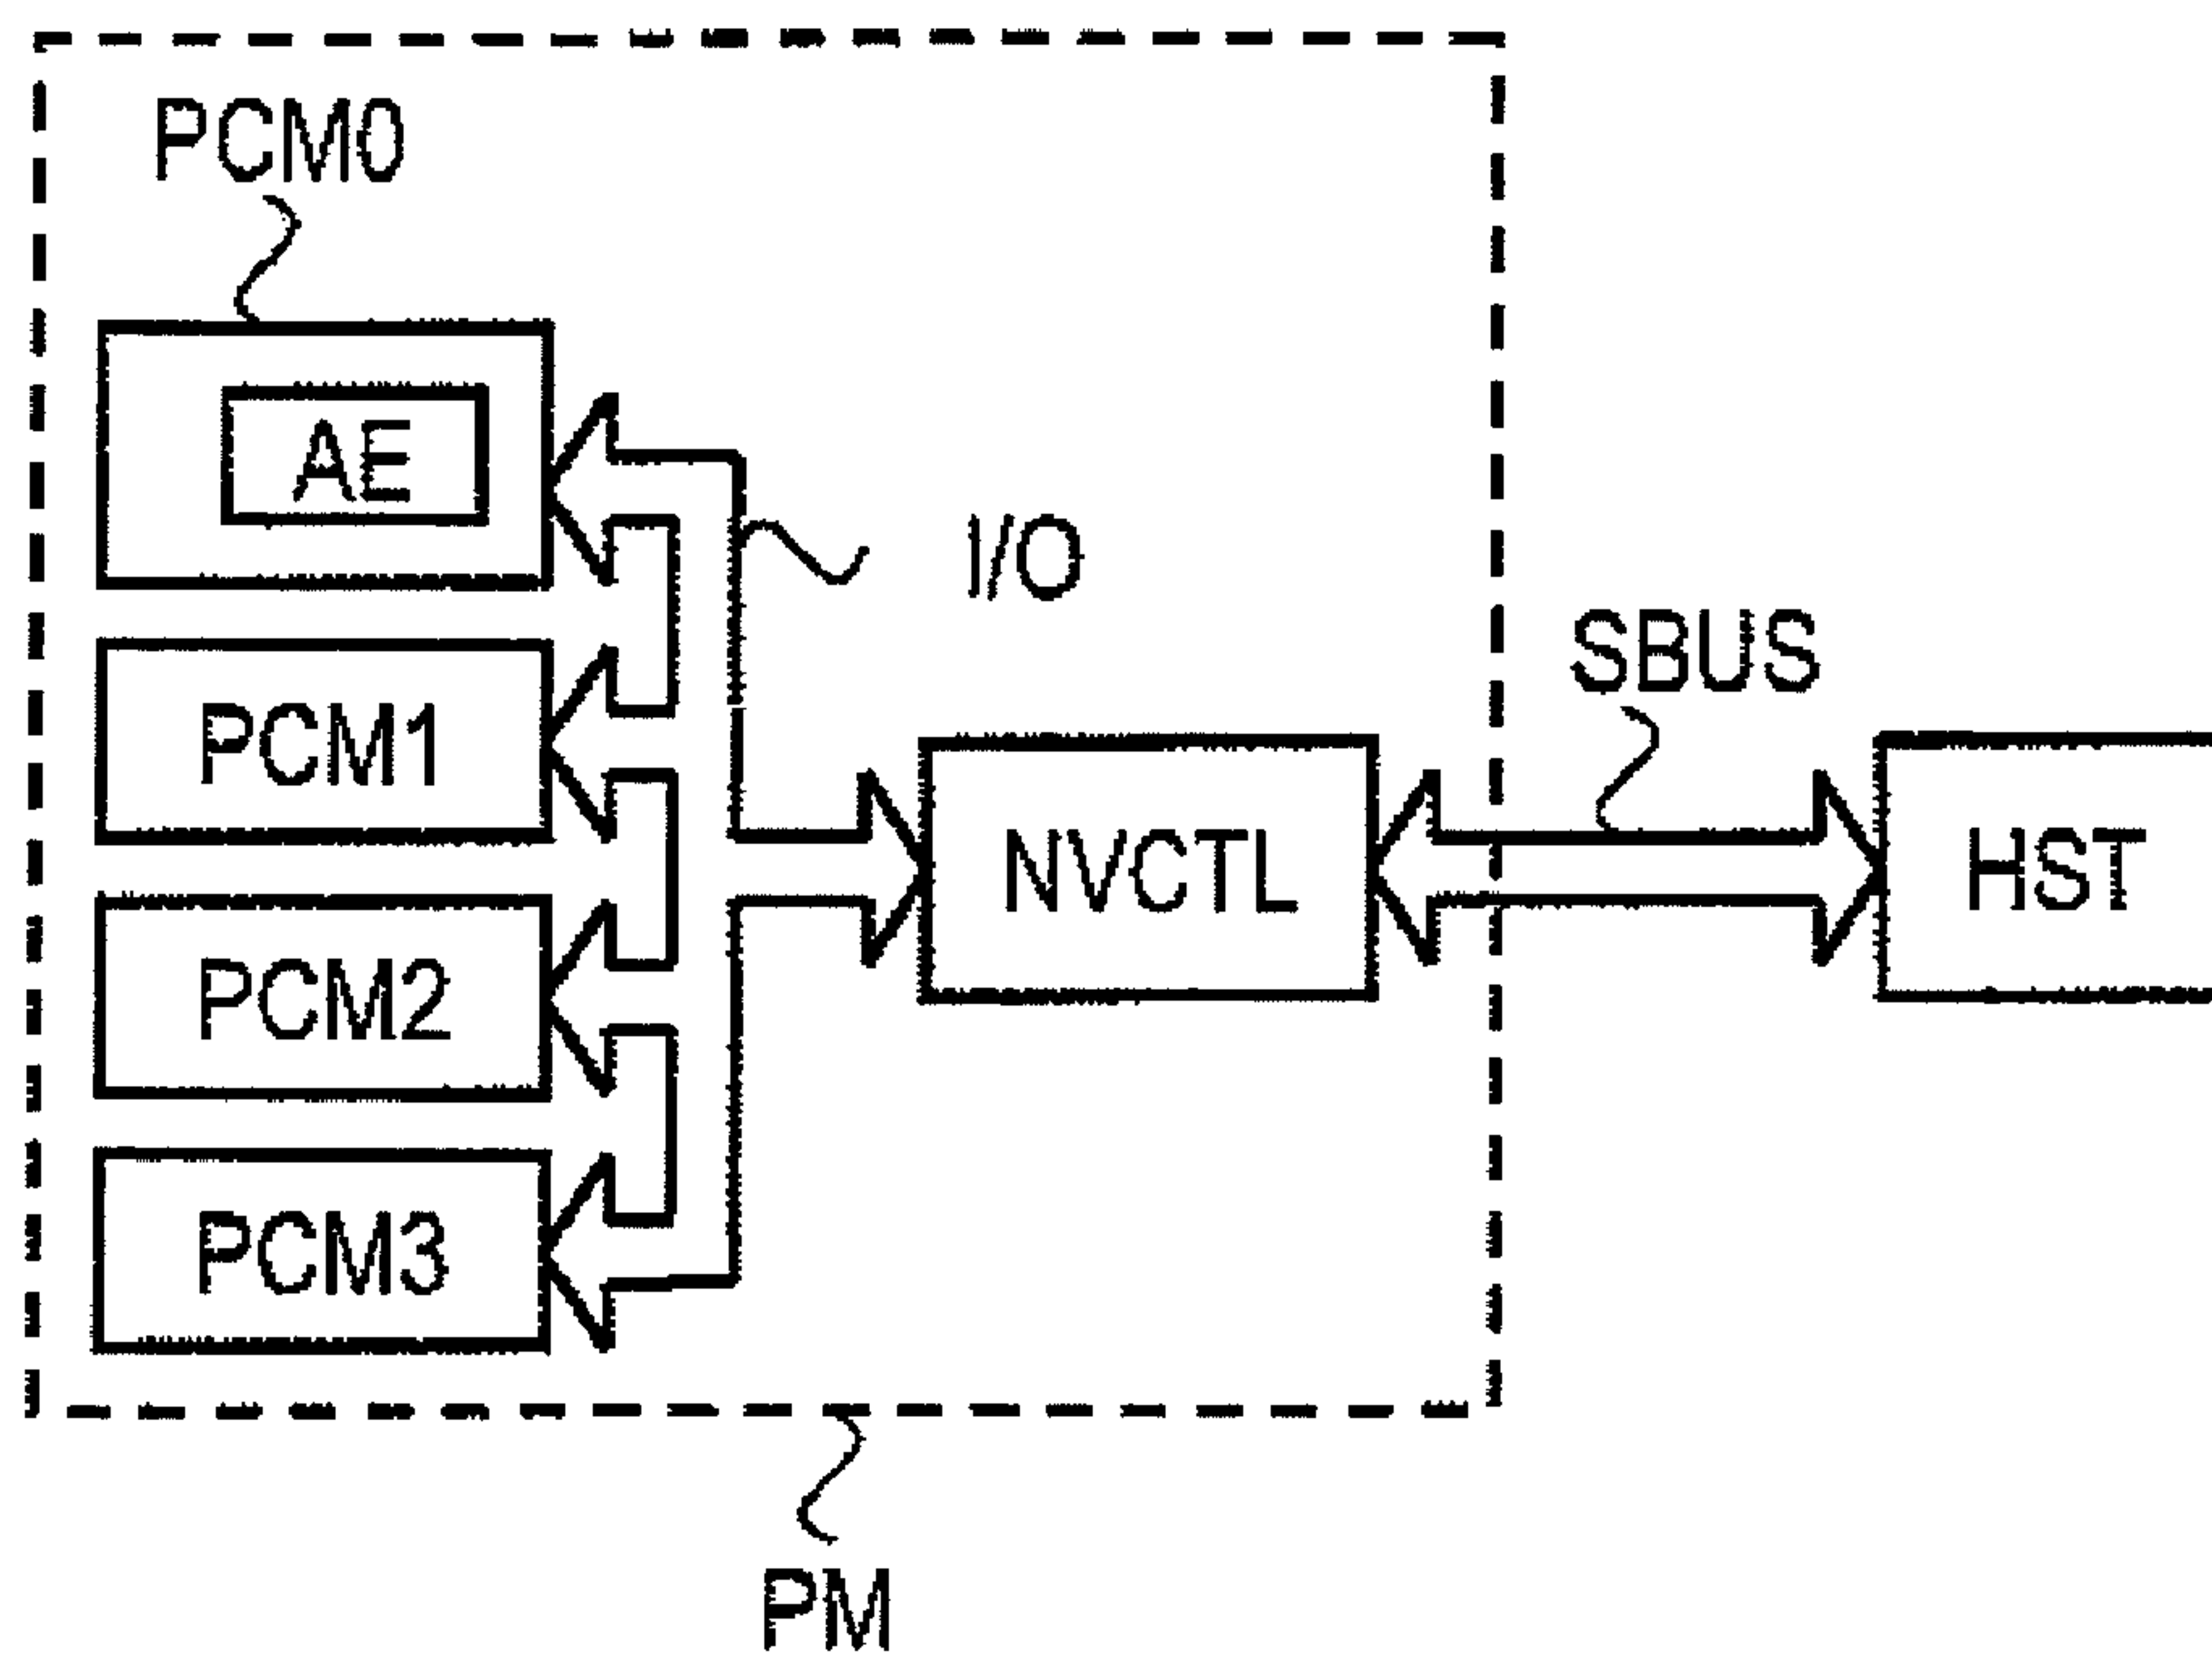 PCM0
AE
I/O
SBUS
PCM1
NVCTL
HST
PCM2
PCM3
PM